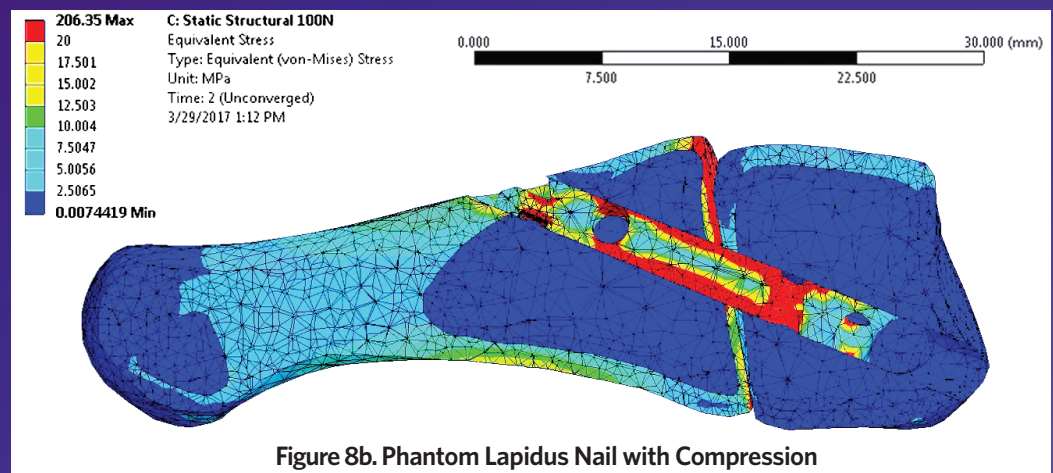 206.35 Max
20
17.501
15.002
12.503
10.004
7.5047
5.0056
2.5065
0.0074419 Min
C: Static Structural 100N
Equivalent Stress
Type: Equivalent (von-Mises) Stress
Unit: MPa
Time: 2 (Unconverged)
3/29/2017 1:12 PM
0.000 15.000 30.000 (mm)
7.500 22.500
Figure 8b. Phantom Lapidus Nail with Compression